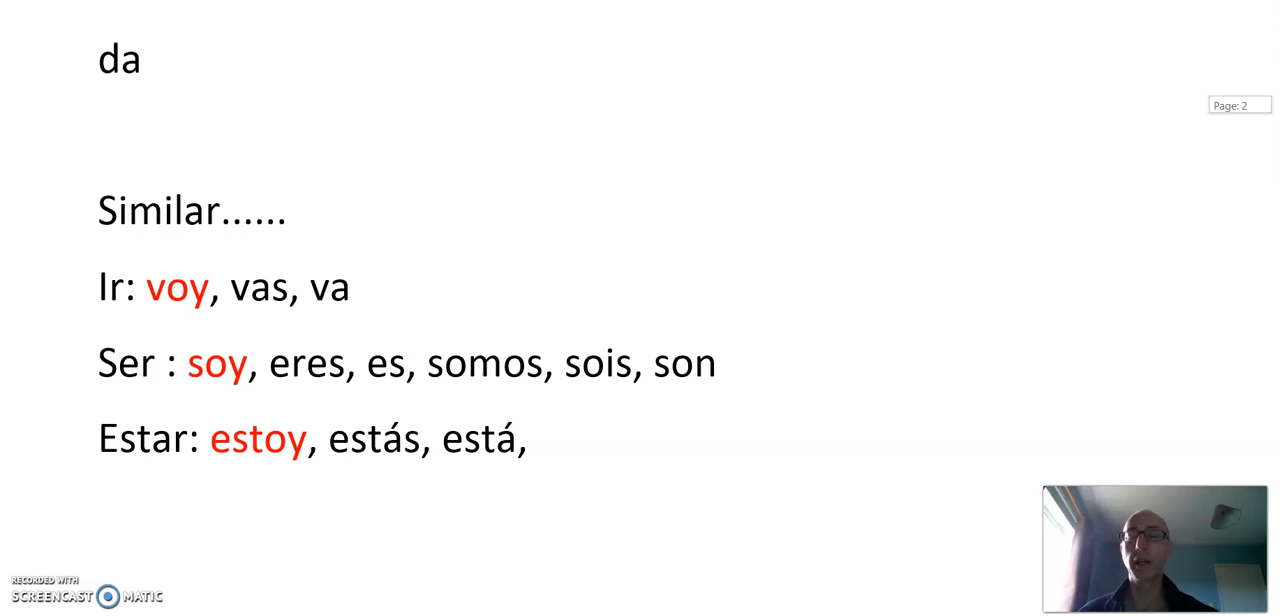 da
Page: 2
Similar......
Ir: voy, vas, va
Ser : soy, eres, es, somos, sois, son
Estar: estoy, estás, está,
RECORDED WITH
SCREENCAST MATIC